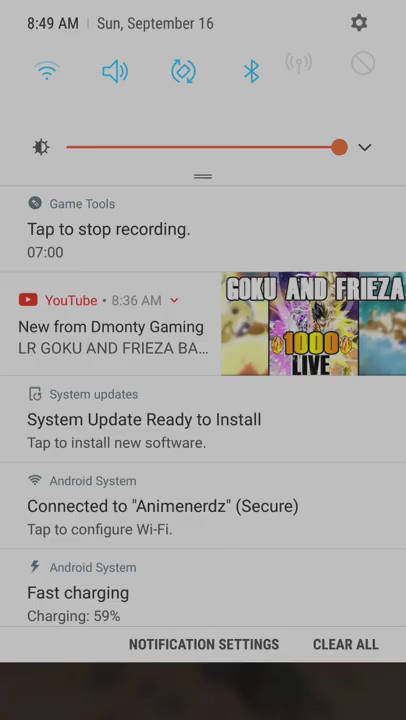 8:49 AM | Sun, September 16
Game Tools
Tap to stop recording.
07:00
YouTube • 8:36 AM
New from Dmonty Gaming
LR GOKU AND FRIEZA BA...
GOKU AND FRIEZA
1000
LIVE
System updates
System Update Ready to Install
Tap to install new software.
Android System
Connected to "Animenerdz" (Secure)
Tap to configure Wi-Fi.
Android System
Fast charging
Charging: 59%
NOTIFICATION SETTINGS CLEAR ALL